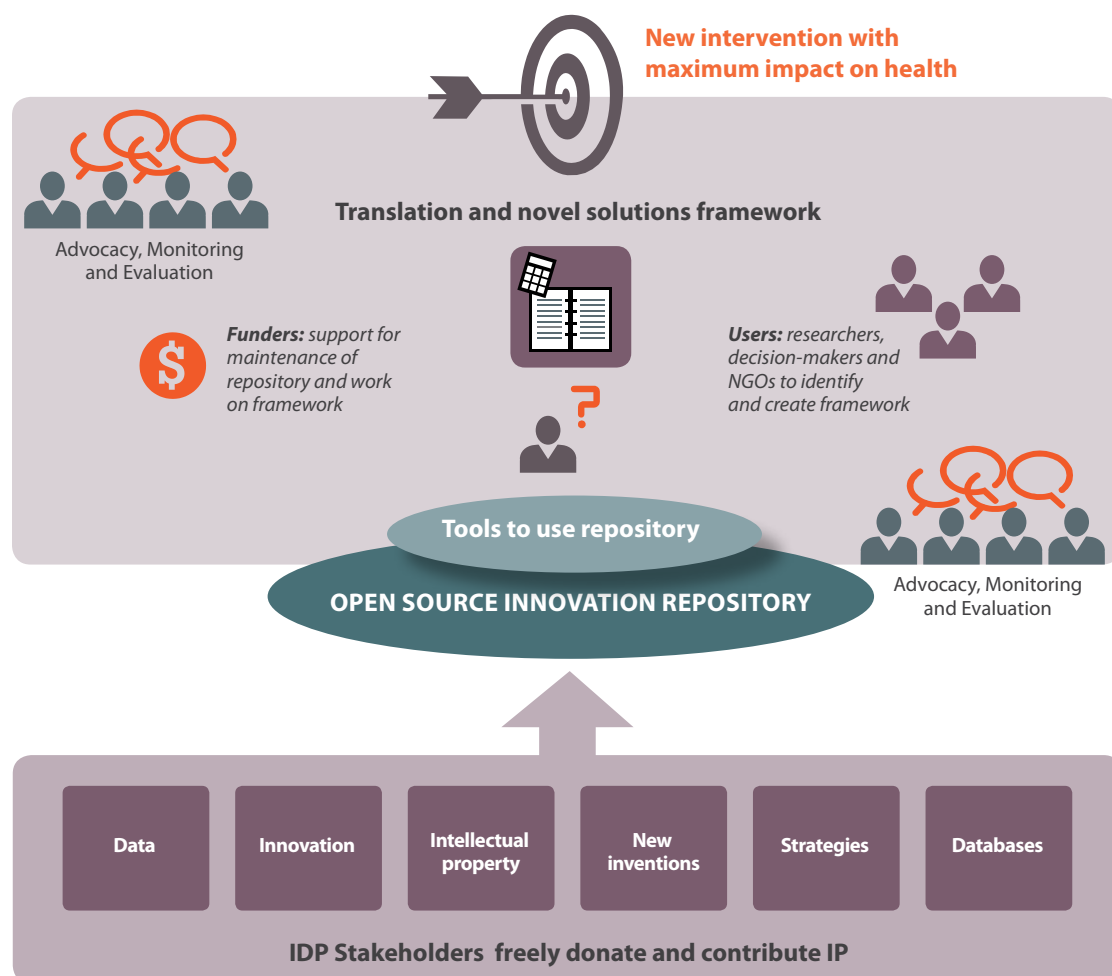 New intervention with
maximum impact on health
Translation and novel solutions framework
Advocacy, Monitoring
and Evaluation
$
Funders: support for
maintenance of
repository and work
on framework
Users: researchers,
decision-makers and
NGOs to identify
and create framework
?
Tools to use repository
OPEN SOURCE INNOVATION REPOSITORY
Advocacy, Monitoring
and Evaluation
Data
Innovation
Intellectual
property
New
inventions
Strategies
Databases
IDP Stakeholders freely donate and contribute IP